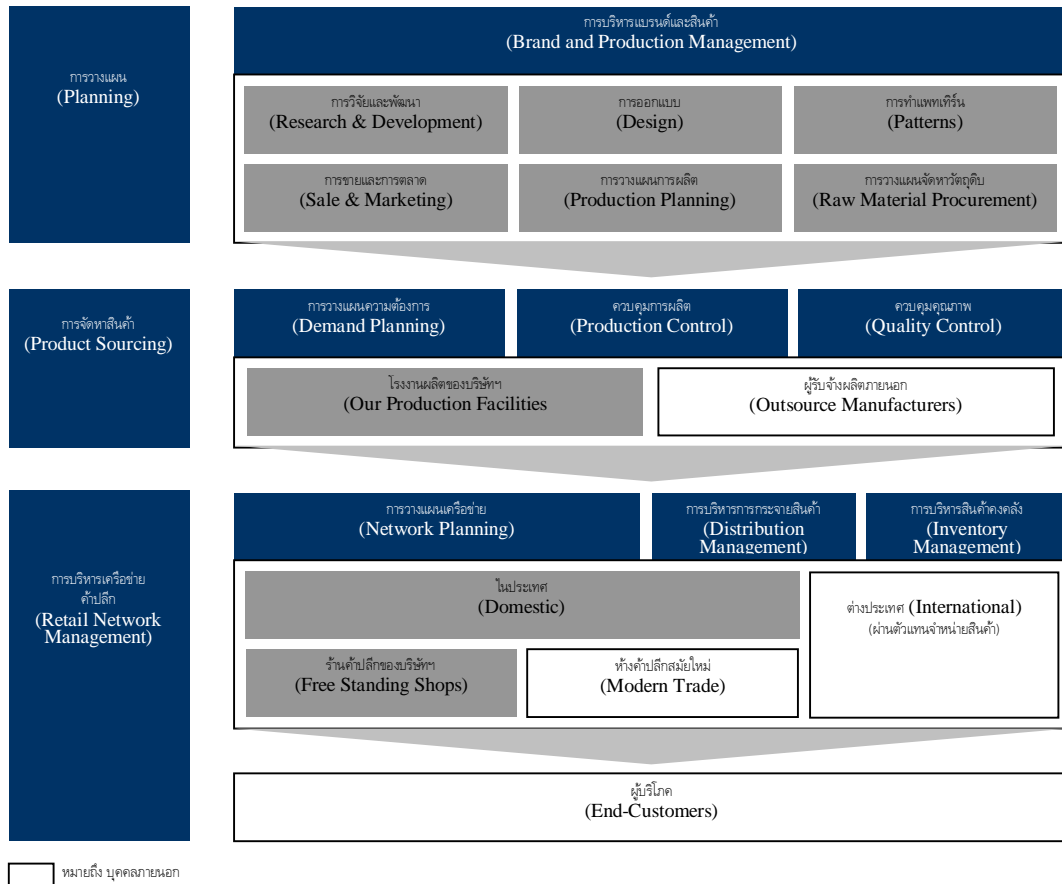 การวางแผน
(Planning)
การบริหารแบรนด์และสินค้า
(Brand and Production Management)
การวิจัยและพัฒนา
(Research & Development)
การออกแบบ
(Design)
การทำแพทเทิร์น
(Patterns)
การขายและการตลาด
(Sale & Marketing)
การวางแผนการผลิต
(Production Planning)
การวางแผนจัดหาวัตถุดิบ
(Raw Material Procurement)
การจัดหาสินค้า
(Product Sourcing)
การวางแผนความต้องการ
(Demand Planning)
ควบคุมการผลิต
(Production Control)
ควบคุมคุณภาพ
(Quality Control)
โรงงานผลิตของบริษัทฯ
(Our Production Facilities
ผู้รับจ้างผลิตภายนอก
(Outsource Manufacturers)
การบริหารเครือข่าย
ค้าปลีก
(Retail Network
Management)
การวางแผนเครือข่าย
(Network Planning)
การบริหารการกระจายสินค้า
(Distribution
Management)
การบริหารสินค้าคงคลัง
(Inventory
Management)
ในประเทศ
(Domestic)
ต่างประเทศ (International)
(ผ่านตัวแทนจำหน่ายสินค้า)
ร้านค้าปลีกของบริษัทฯ
(Free Standing Shops)
ห้างค้าปลีกสมัยใหม่
(Modern Trade)
ผู้บริโภค
(End-Customers)
หมายถึง บุคคลภายนอก